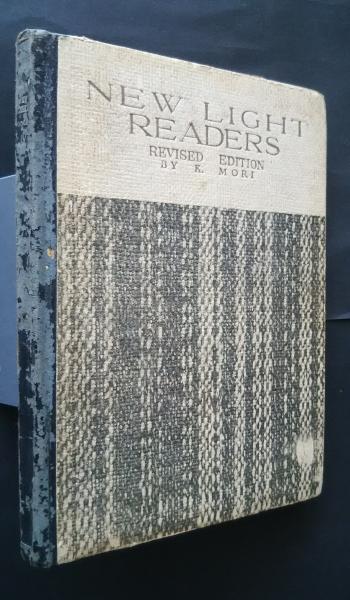 NEW LIGHT
READERS
REVISED EDITION
BY K. MORI